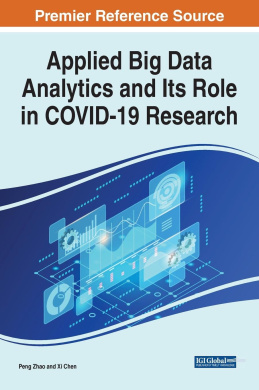 Premier Reference Source
Applied Big Data
Analytics and Its Role
in COVID-19 Research
Peng Zhao and Xi Chen
IGI Global